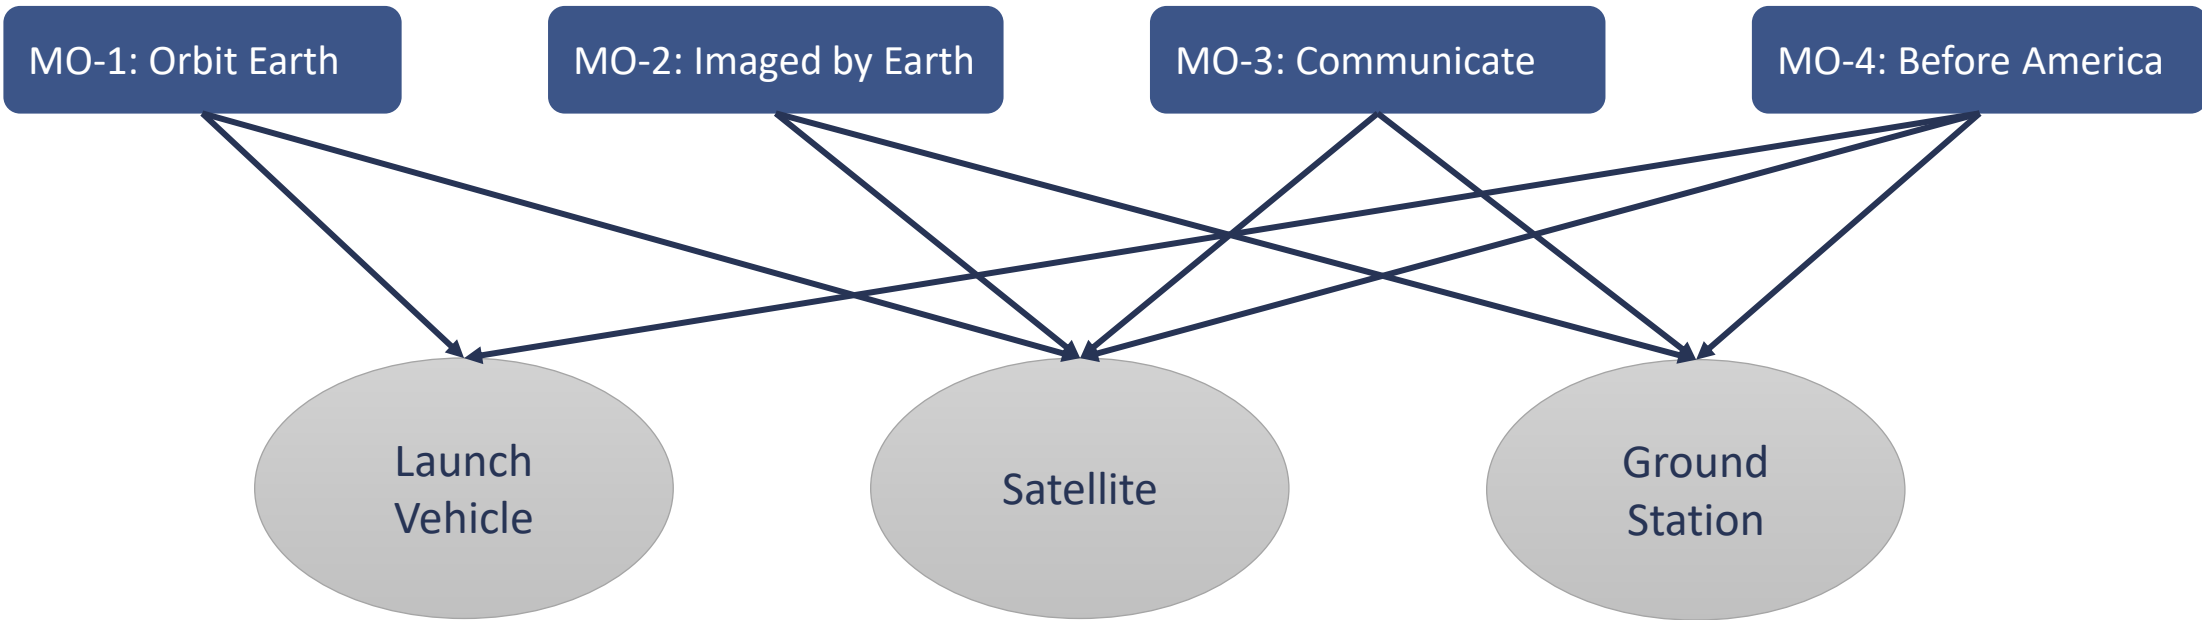 MO-1: Orbit Earth
MO-2: Imaged by Earth
MO-3: Communicate
MO-4: Before America
Launch
Vehicle
Satellite
Ground
Station